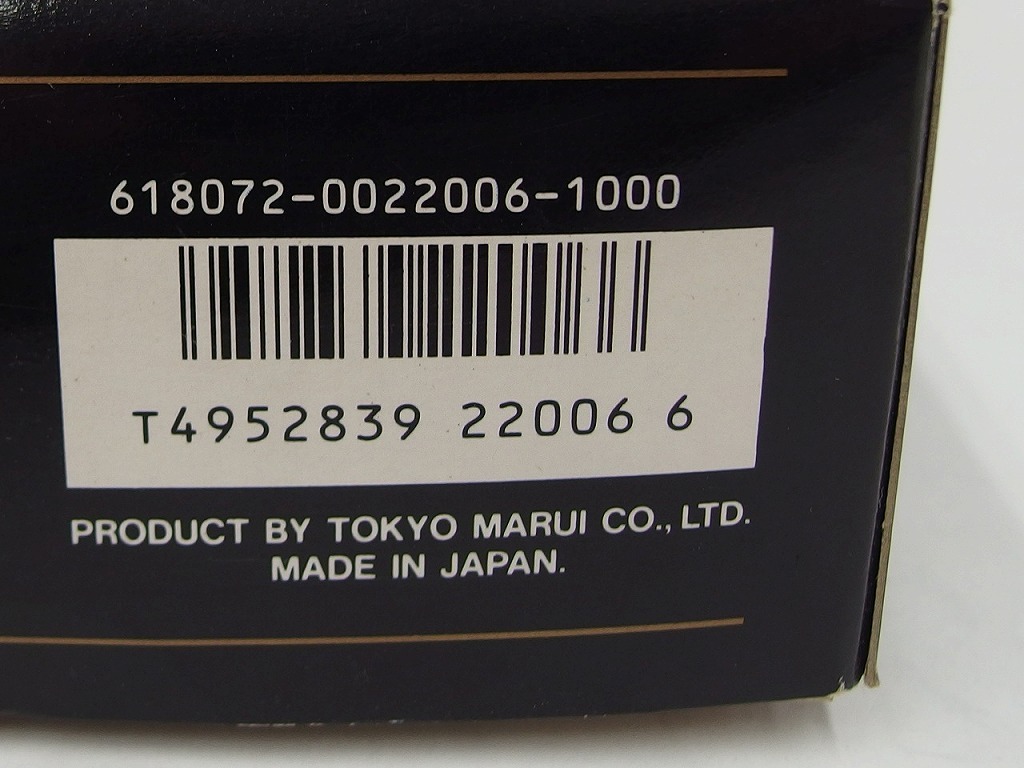 618072-0022006-1000
T4952839 22006 6
PRODUCT BY TOKYO MARUI CO., LTD.
MADE IN JAPAN.